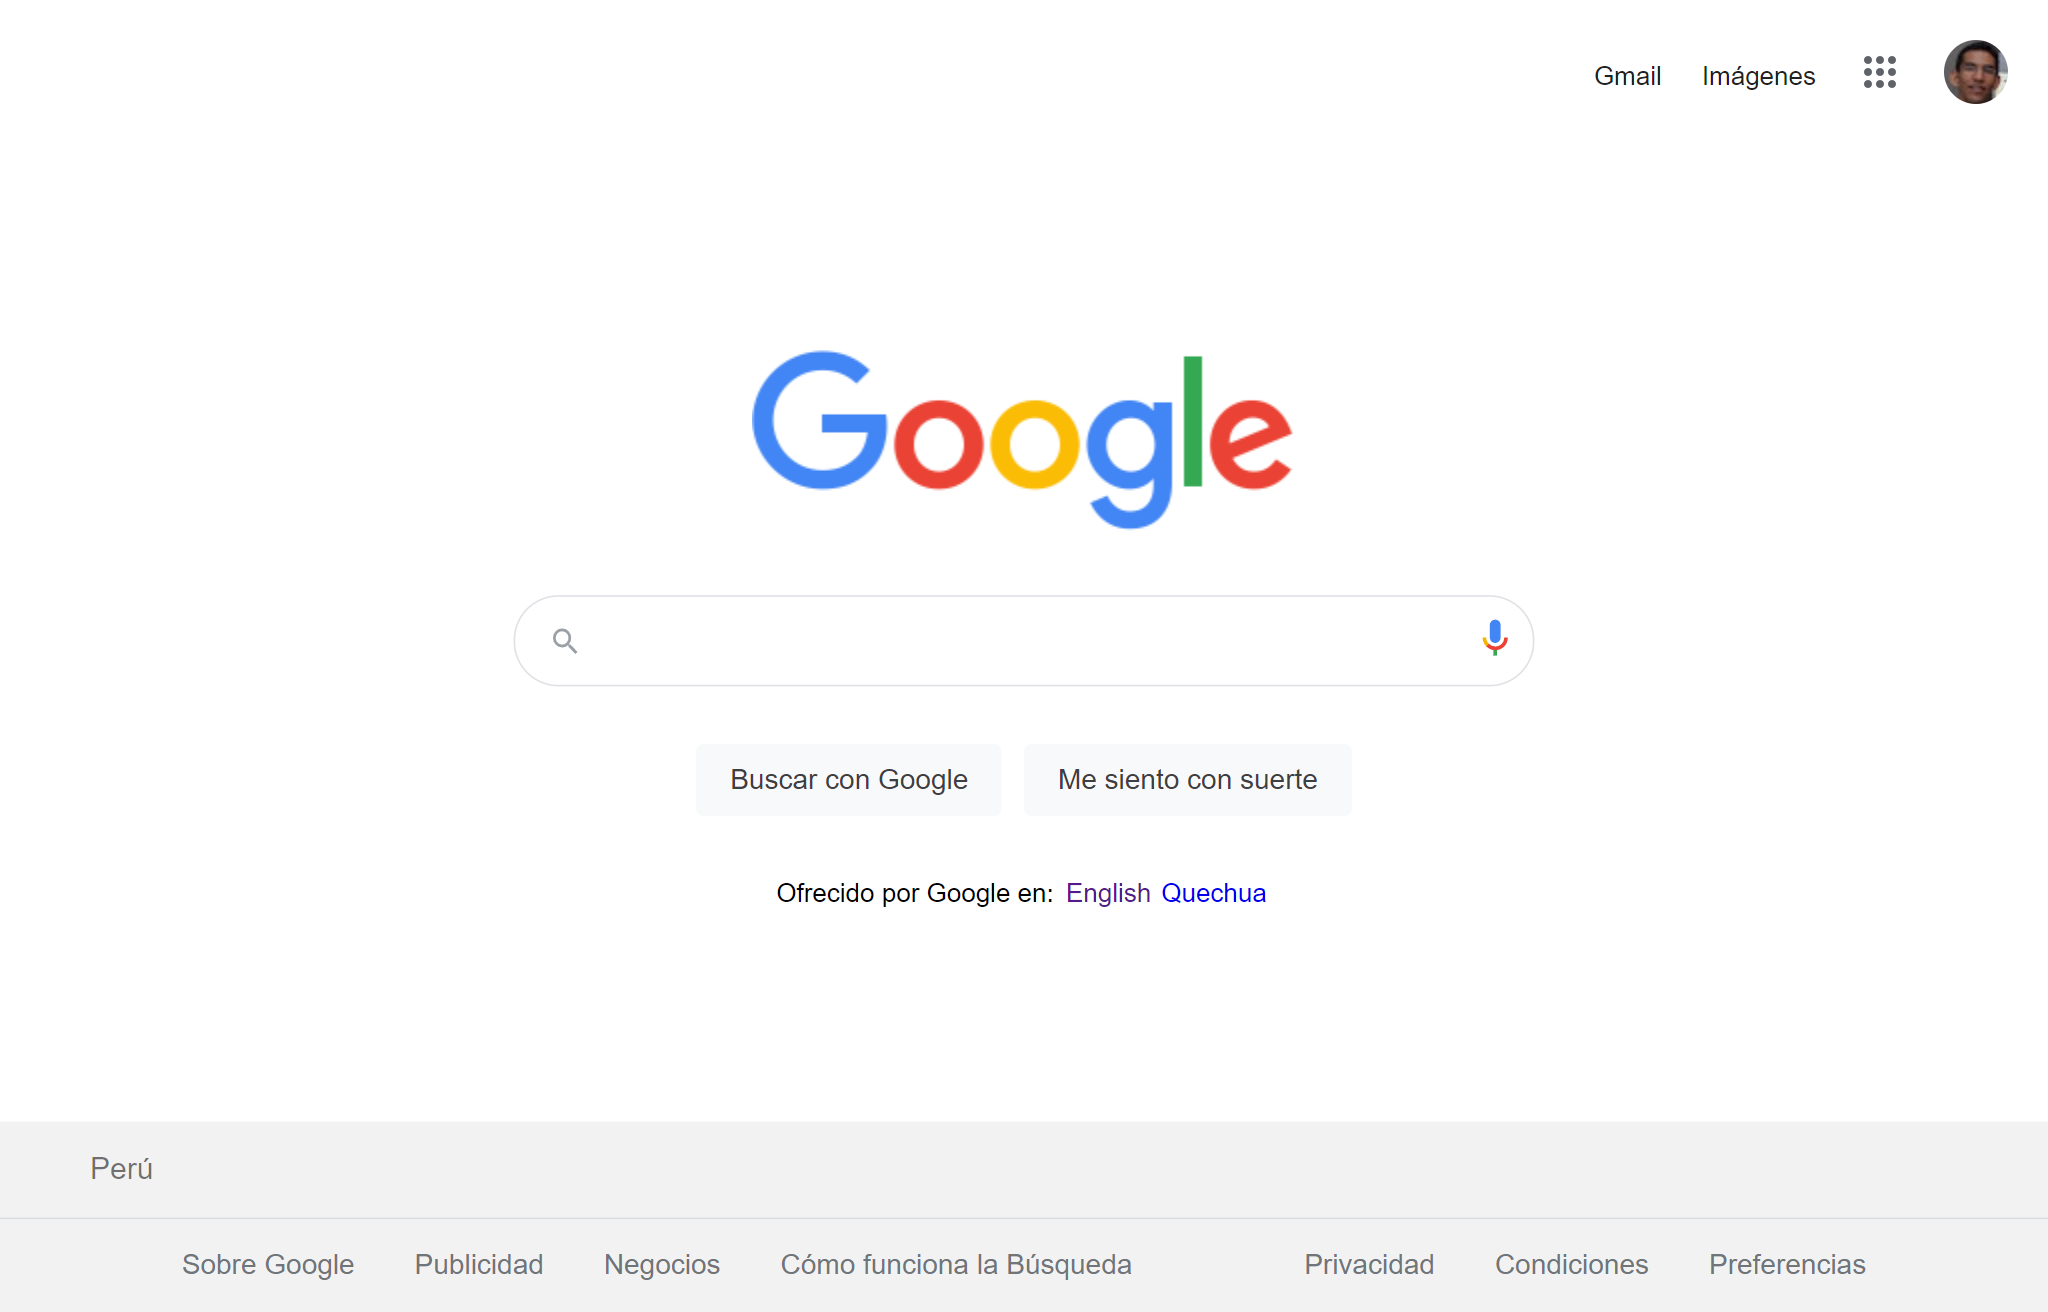 Gmail Imágenes
Google
Buscar con Google Me siento con suerte
Ofrecido por Google en: English Quechua
Perú
Sobre Google Publicidad Negocios Cómo funciona la Búsqueda Privacidad Condiciones Preferencias